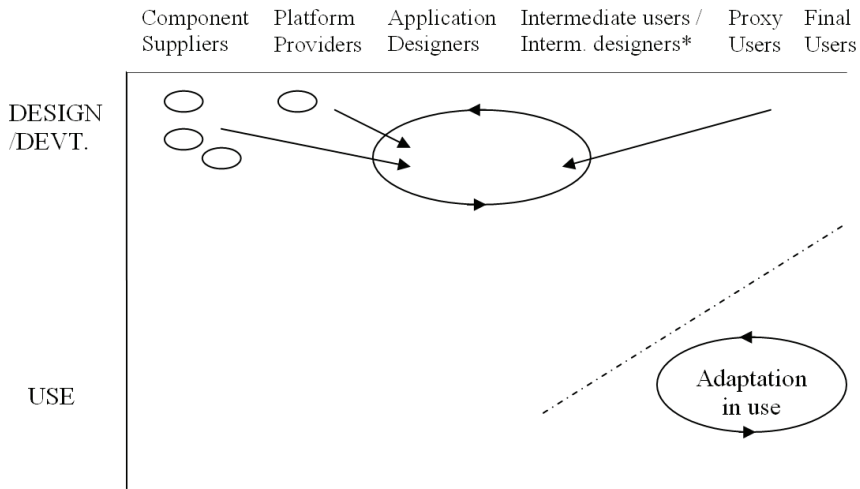 Component Platform Application Intermediate users / Proxy Final
Suppliers Providers Designers Interm. designers* Users Users
DESIGN
/DEVT.
USE
Adaptation
in use